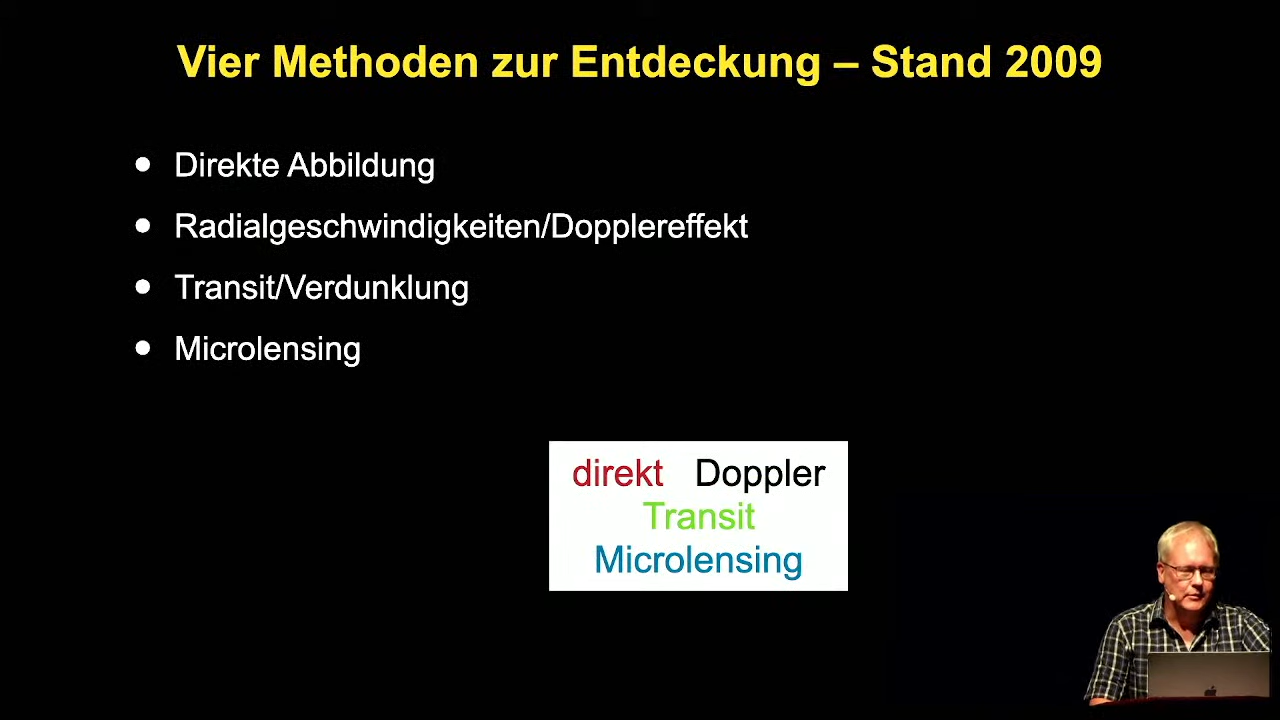 Vier Methoden zur Entdeckung – Stand 2009
• Direkte Abbildung
• Radialgeschwindigkeiten/Dopplereffekt
• Transit/Verdunklung
• Microlensing
direkt Doppler
Transit
Microlensing